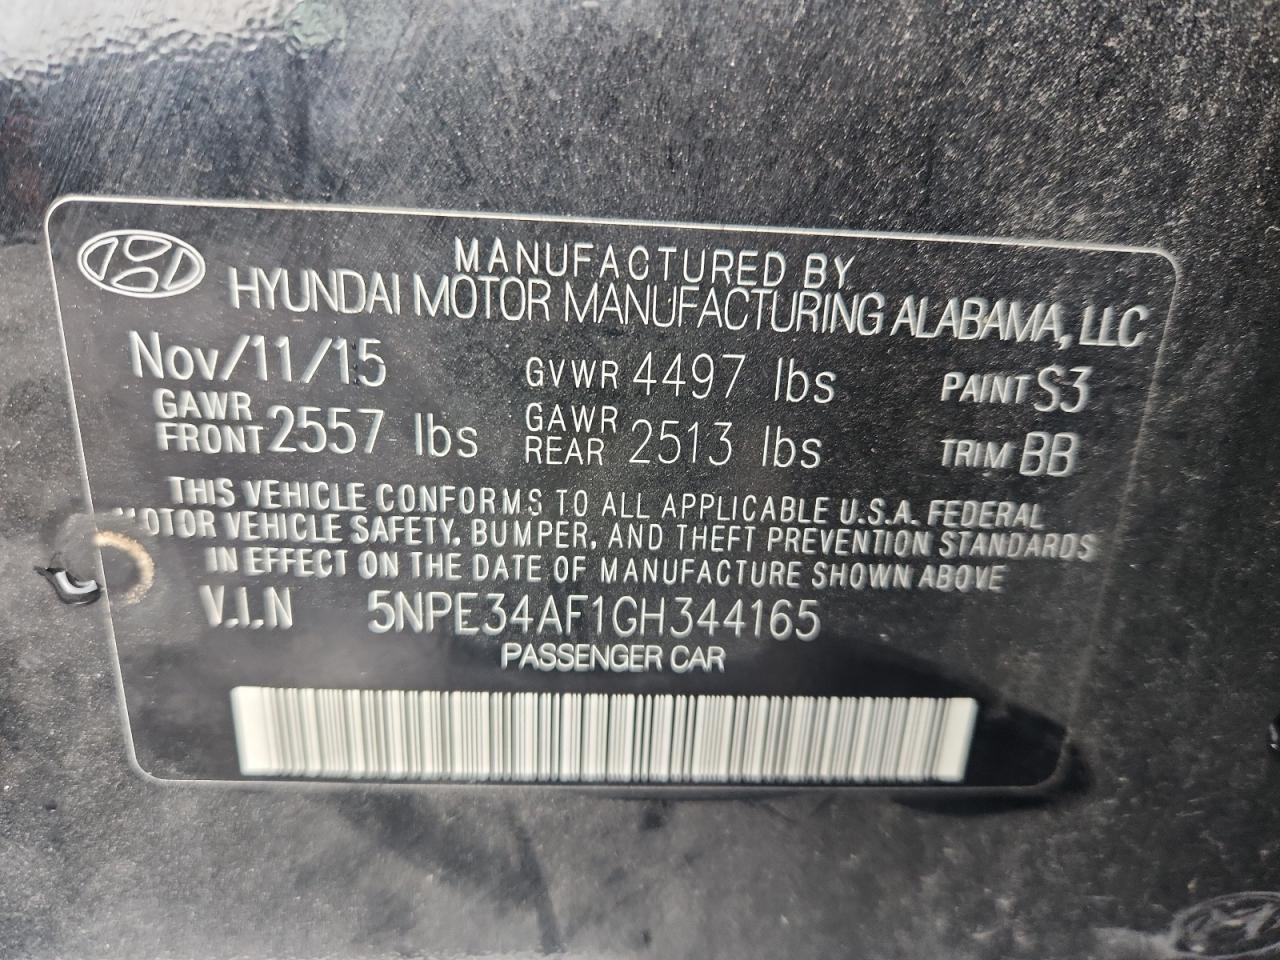 MANUFACTURED BY
HYUNDAI MOTOR MANUFACTURING ALABAMA, LLC
Nov/11/15 GVWR 4497 lbs PAINT S3
GAWR FRONT 2557 lbs GAWR REAR 2513 lbs TRIM BB
THIS VEHICLE CONFORMS TO ALL APPLICABLE U.S.A. FEDERAL
MOTOR VEHICLE SAFETY, BUMPER, AND THEFT PREVENTION STANDARDS
IN EFFECT ON THE DATE OF MANUFACTURE SHOWN ABOVE
V.I.N 5NPE34AF1GH344165
PASSENGER CAR